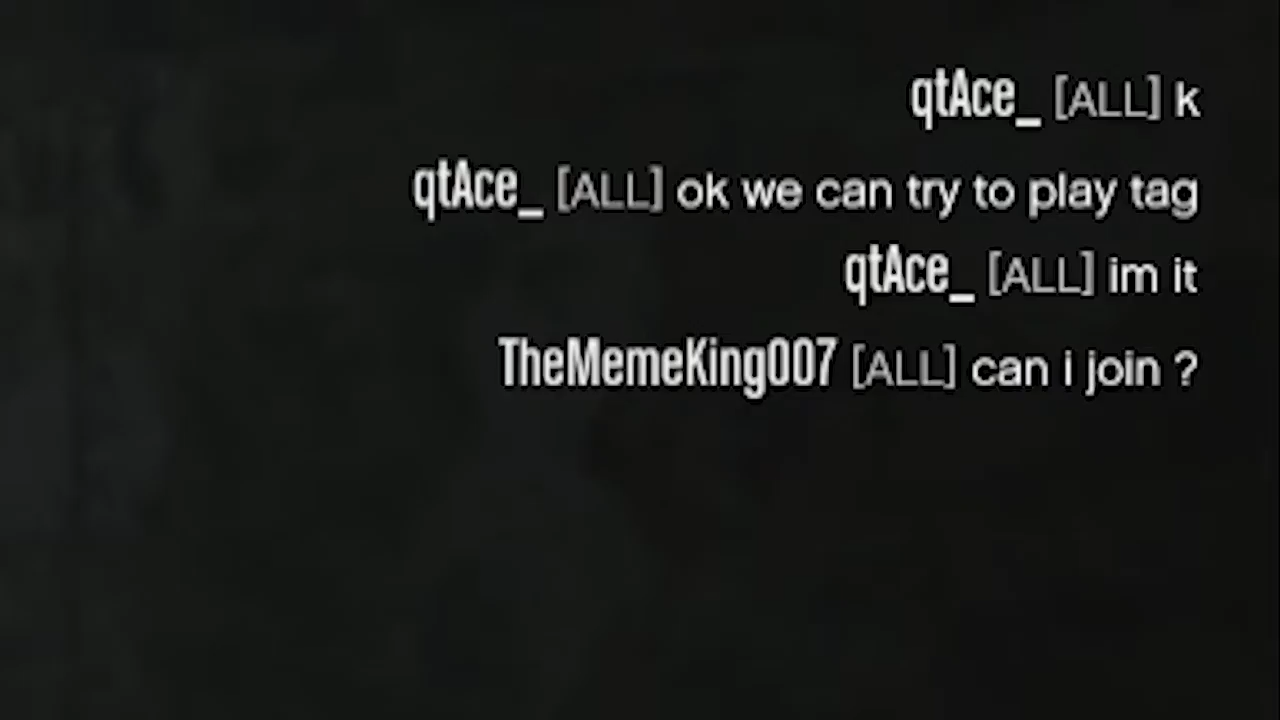 qtAce_ [ALL] k
qtAce_ [ALL] ok we can try to play tag
qtAce_ [ALL] im it
TheMemeKing007 [ALL] can i join ?